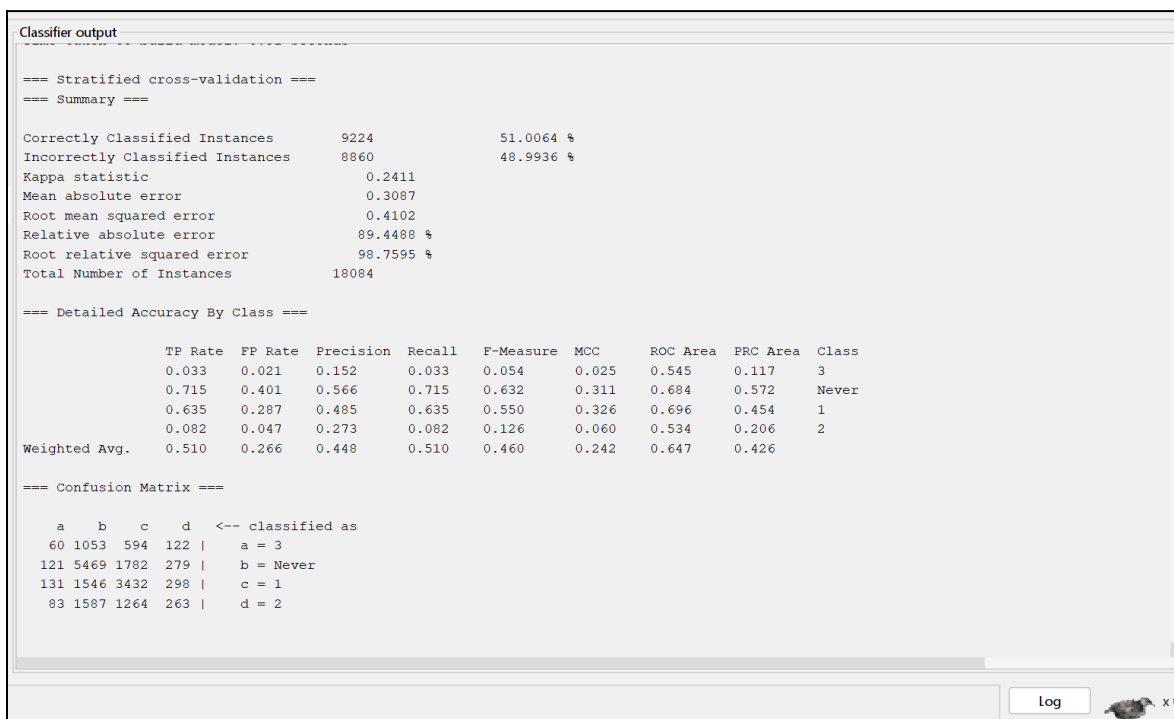 Classifier output
=== Stratified cross-validation ===
=== Summary ===
Correctly Classified Instances 9224 51.0064 %
Incorrectly Classified Instances 8860 48.9936 %
Kappa statistic 0.2411
Mean absolute error 0.3087
Root mean squared error 0.4102
Relative absolute error 89.4488 %
Root relative squared error 98.7595 %
Total Number of Instances 18084
=== Detailed Accuracy By Class ===
TP Rate FP Rate Precision Recall F-Measure MCC ROC Area PRC Area Class
0.033 0.021 0.152 0.033 0.054 0.025 0.545 0.117 3
0.715 0.401 0.566 0.715 0.632 0.311 0.684 0.572 Never
0.635 0.287 0.485 0.635 0.550 0.326 0.696 0.454 1
0.082 0.047 0.273 0.082 0.126 0.060 0.534 0.206 2
Weighted Avg. 0.510 0.266 0.448 0.510 0.460 0.242 0.647 0.426
=== Confusion Matrix ===
a b c d <-- classified as
60 1053 594 122 | a = 3
121 5469 1782 279 | b = Never
131 1546 3432 298 | c = 1
83 1587 1264 263 | d = 2
Log
x